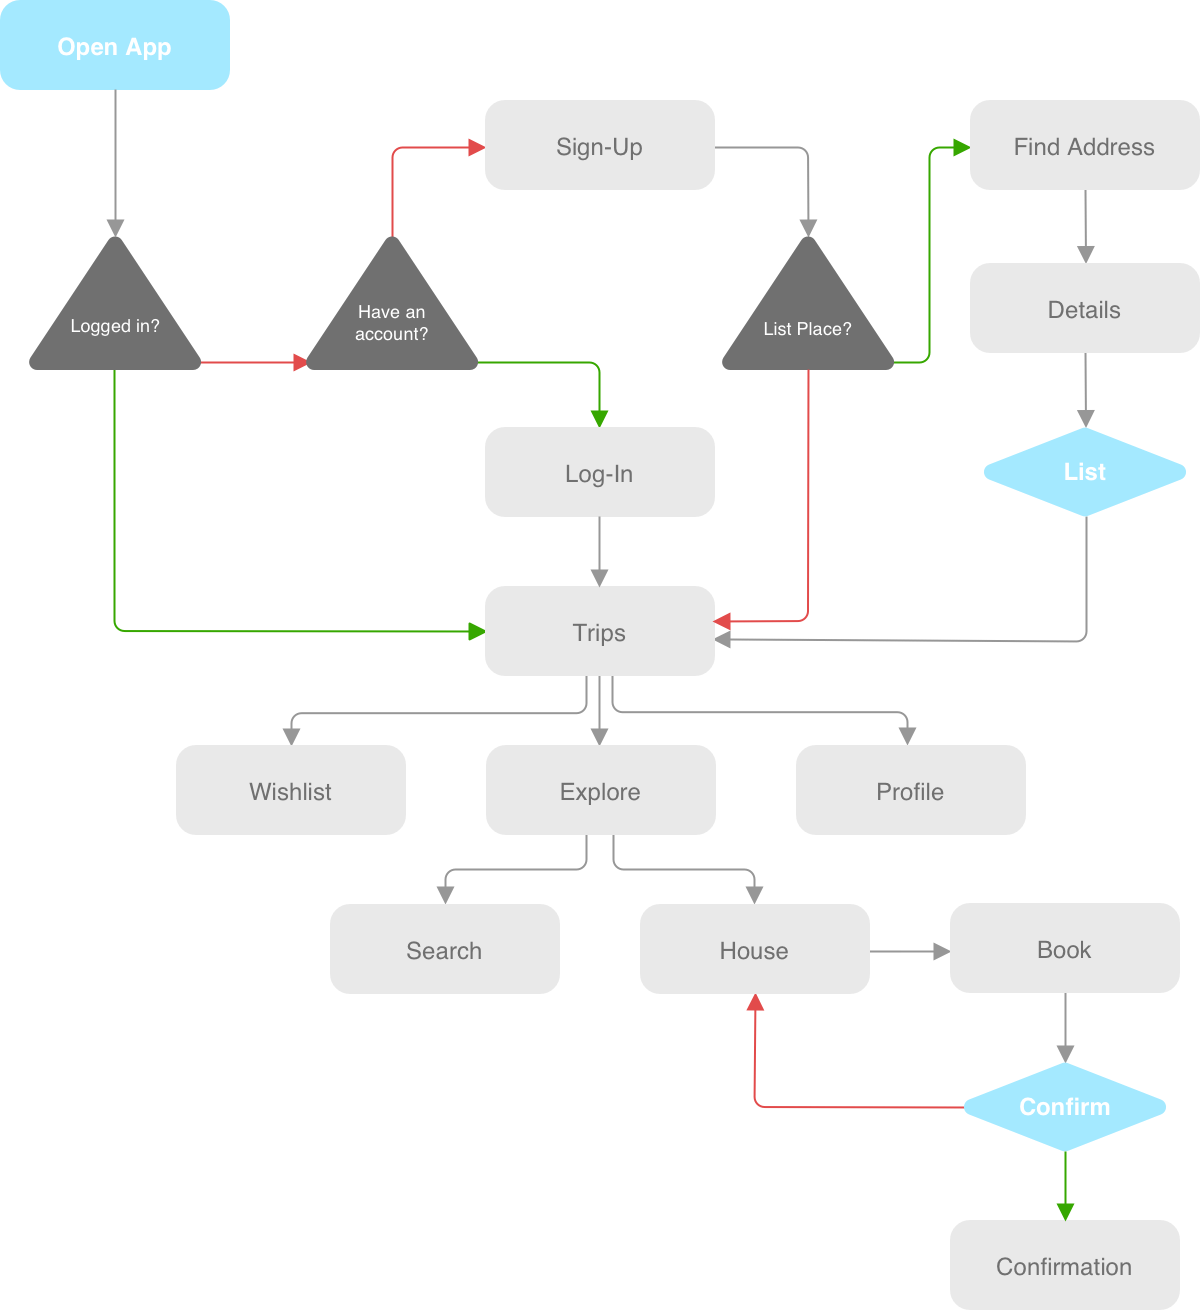 Open App
Sign-Up
Find Address
Logged in?
Have an
account?
List Place?
Details
Log-In
List
Trips
Wishlist
Explore
Profile
Search
House
Book
Confirm
Confirmation